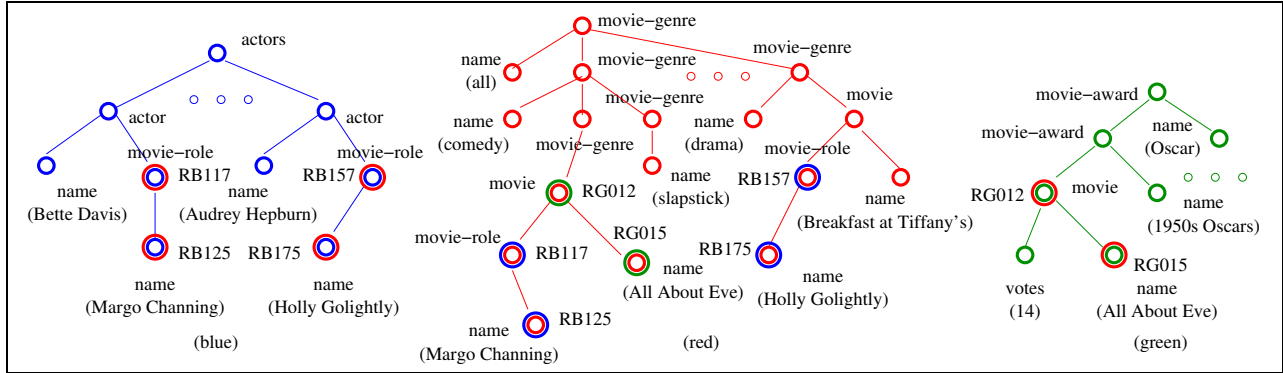 actors
actor
actor
name
(Bette Davis)
movie−role
RB117
name
(Audrey Hepburn)
movie−role
RB157
RB125
name
(Margo Channing)
RB175
name
(Holly Golightly)
(blue)
movie−genre
name
(all)
movie−genre
movie−genre
name
(comedy)
movie−genre
movie−genre
name
(slapstick)
name
(drama)
movie
movie
RG012
movie−role
RB157
name
(Breakfast at Tiffany's)
movie−role
RB117
RG015
name
(All About Eve)
RB175
name
(Holly Golightly)
name
RB125
(Margo Channing)
(red)
movie−award
movie−award
name
(Oscar)
RG012
movie
name
(1950s Oscars)
votes
(14)
RG015
name
(All About Eve)
(green)